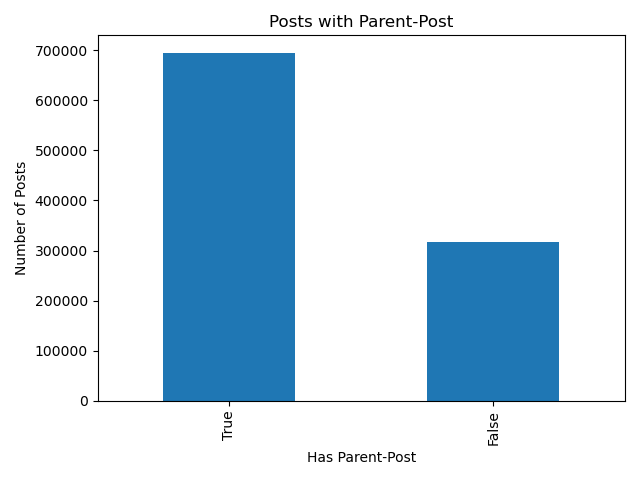 Posts with Parent-Post
700000
600000
500000
400000
300000
200000
100000
0
Number of Posts
True
False
Has Parent-Post